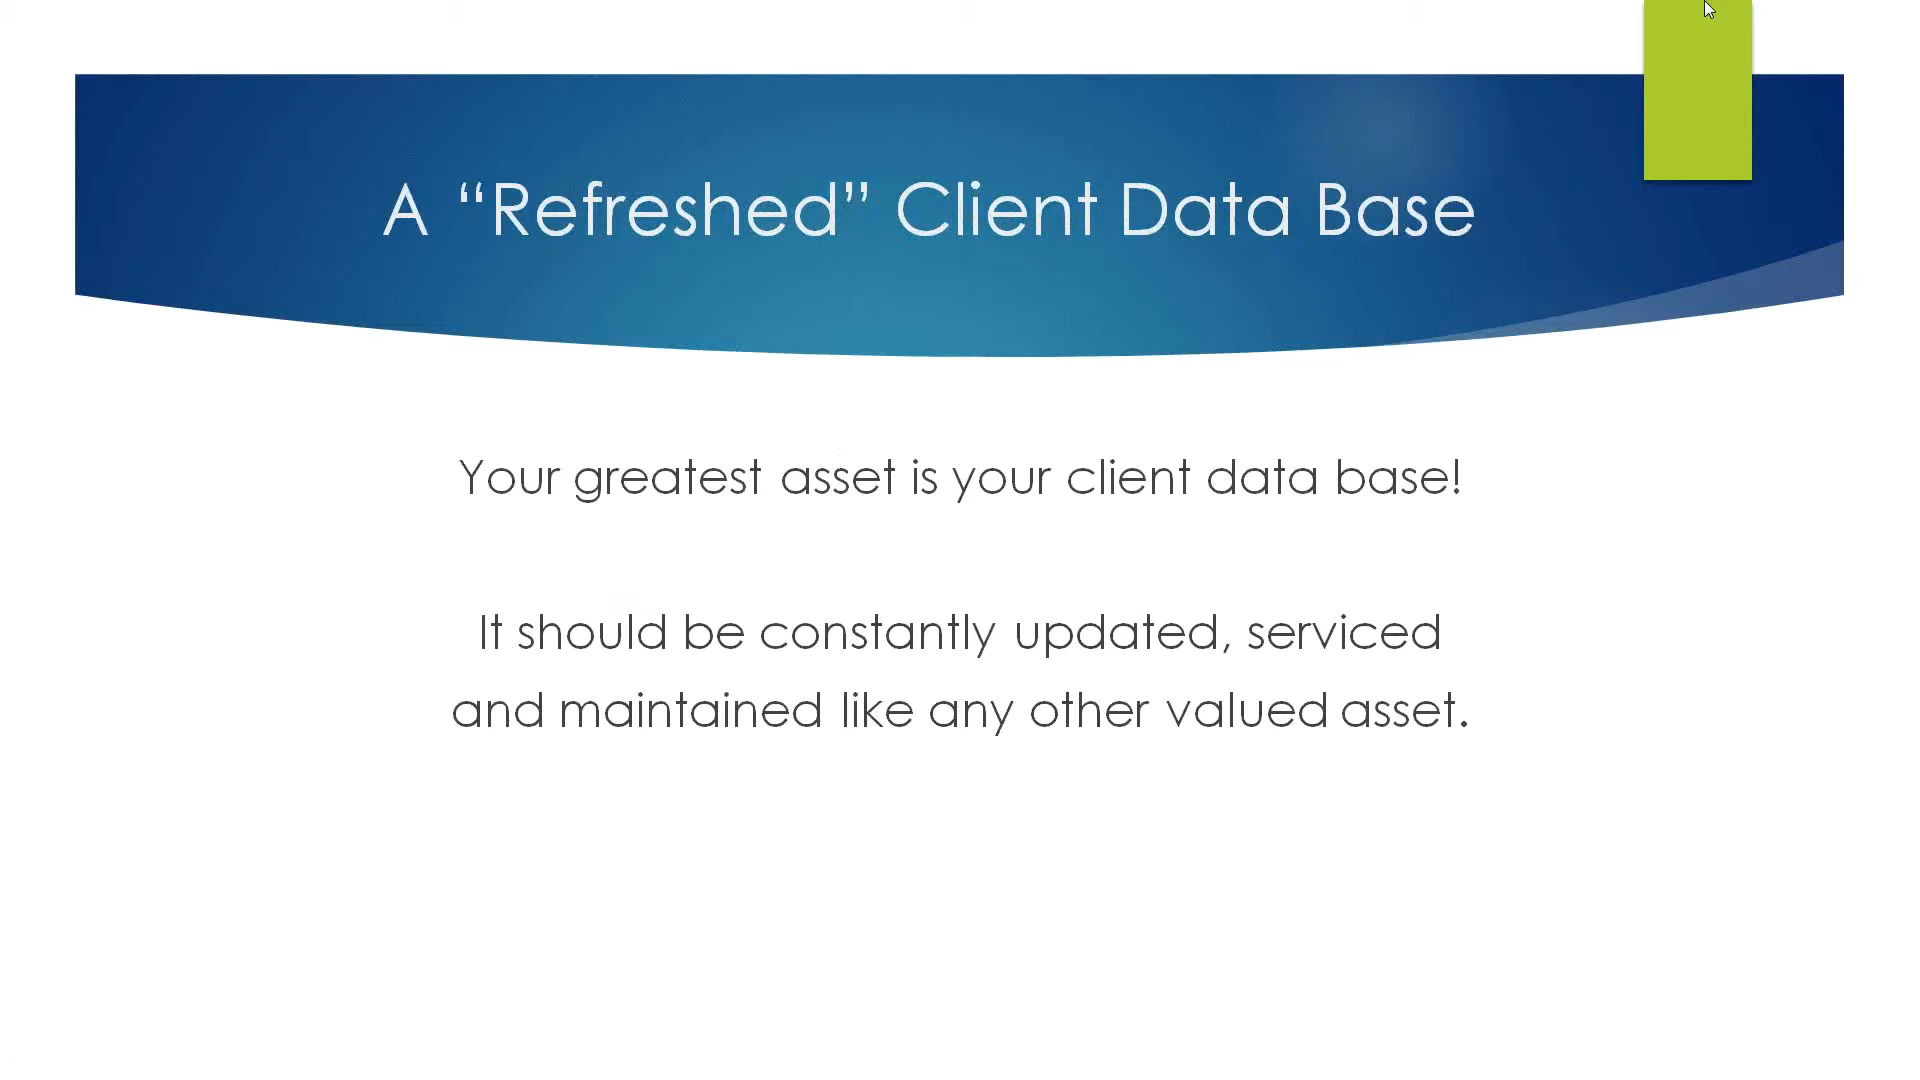 A “Refreshed” Client Data Base
Your greatest asset is your client data base!
It should be constantly updated, serviced
and maintained like any other valued asset.